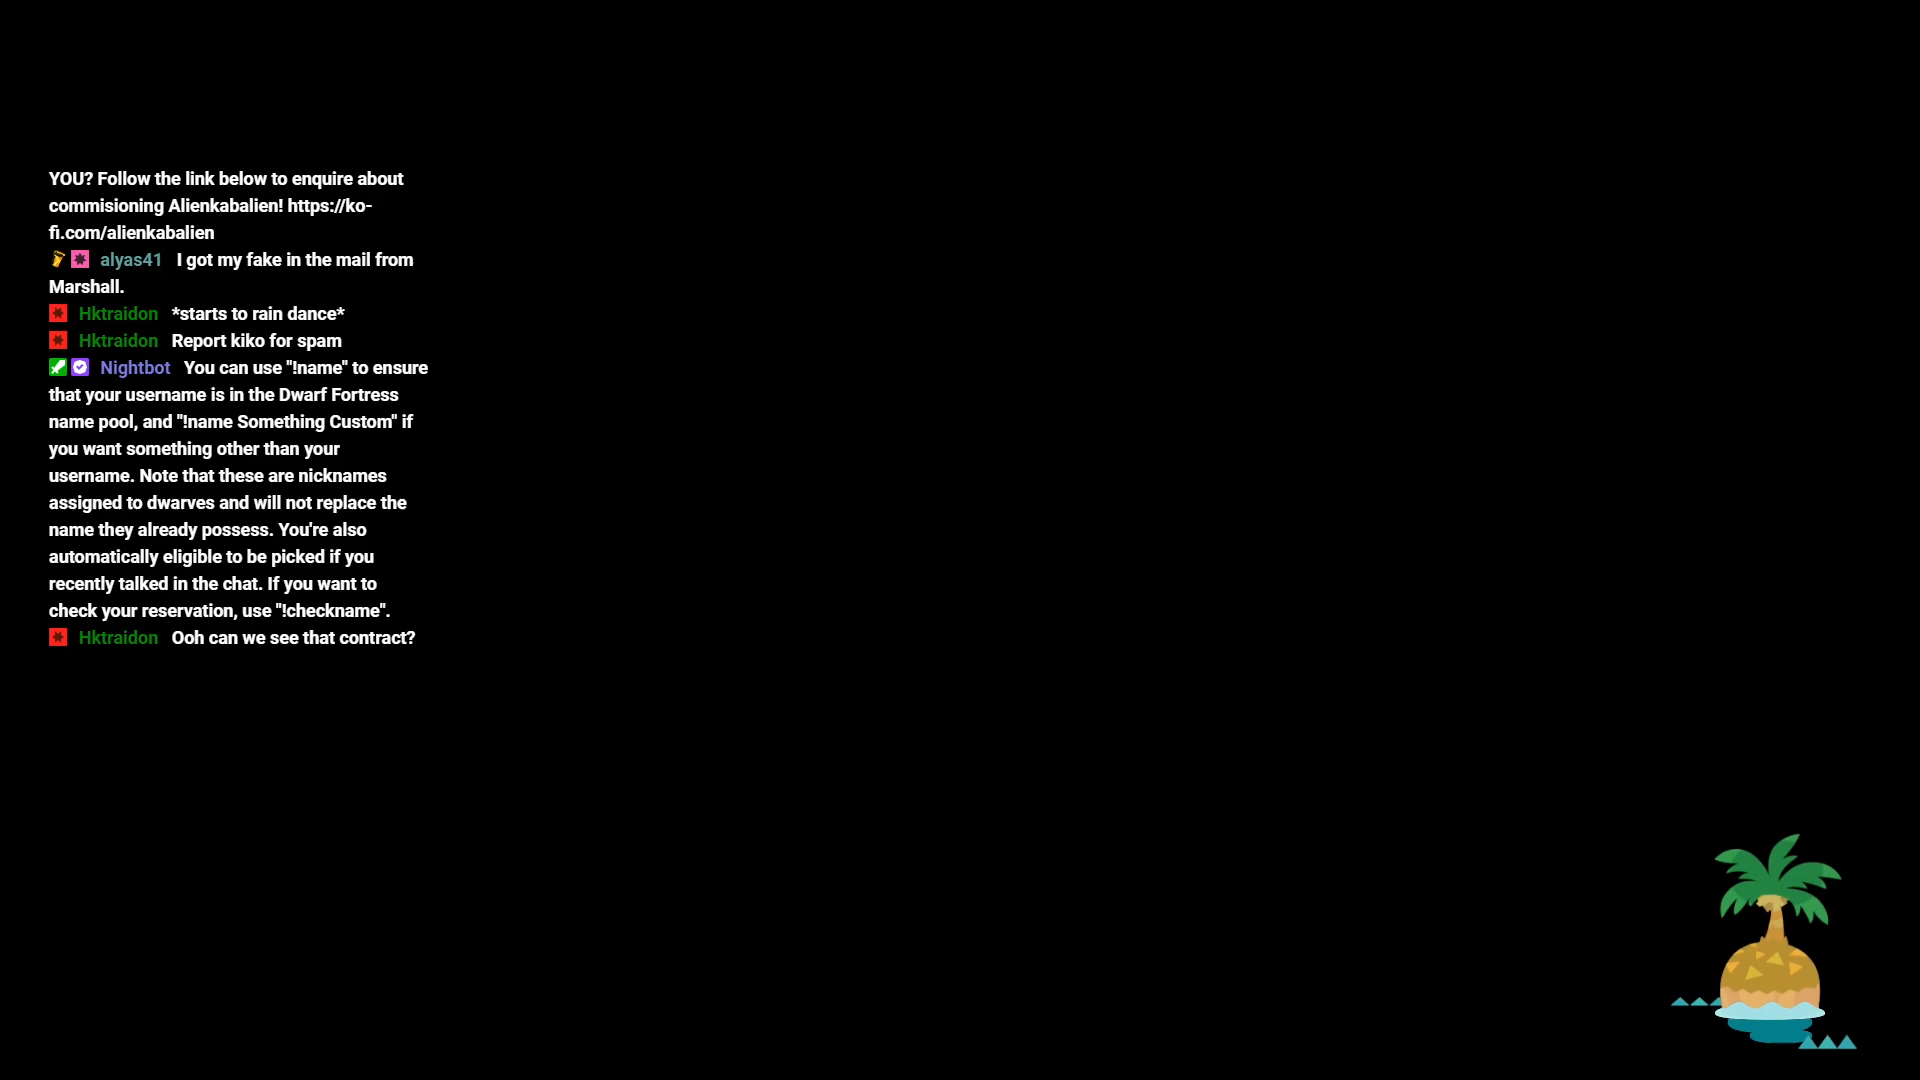 YOU? Follow the link below to enquire about
commisioning Alienkabalien! https://ko-
fi.com/alienkabalien
alyas41 I got my fake in the mail from
Marshall.
Hktraidon *starts to rain dance*
Hktraidon Report kiko for spam
Nightbot You can use "!name" to ensure
that your username is in the Dwarf Fortress
name pool, and "!name Something Custom" if
you want something other than your
username. Note that these are nicknames
assigned to dwarves and will not replace the
name they already possess. You're also
automatically eligible to be picked if you
recently talked in the chat. If you want to
check your reservation, use "!checkname".
Hktraidon Ooh can we see that contract?